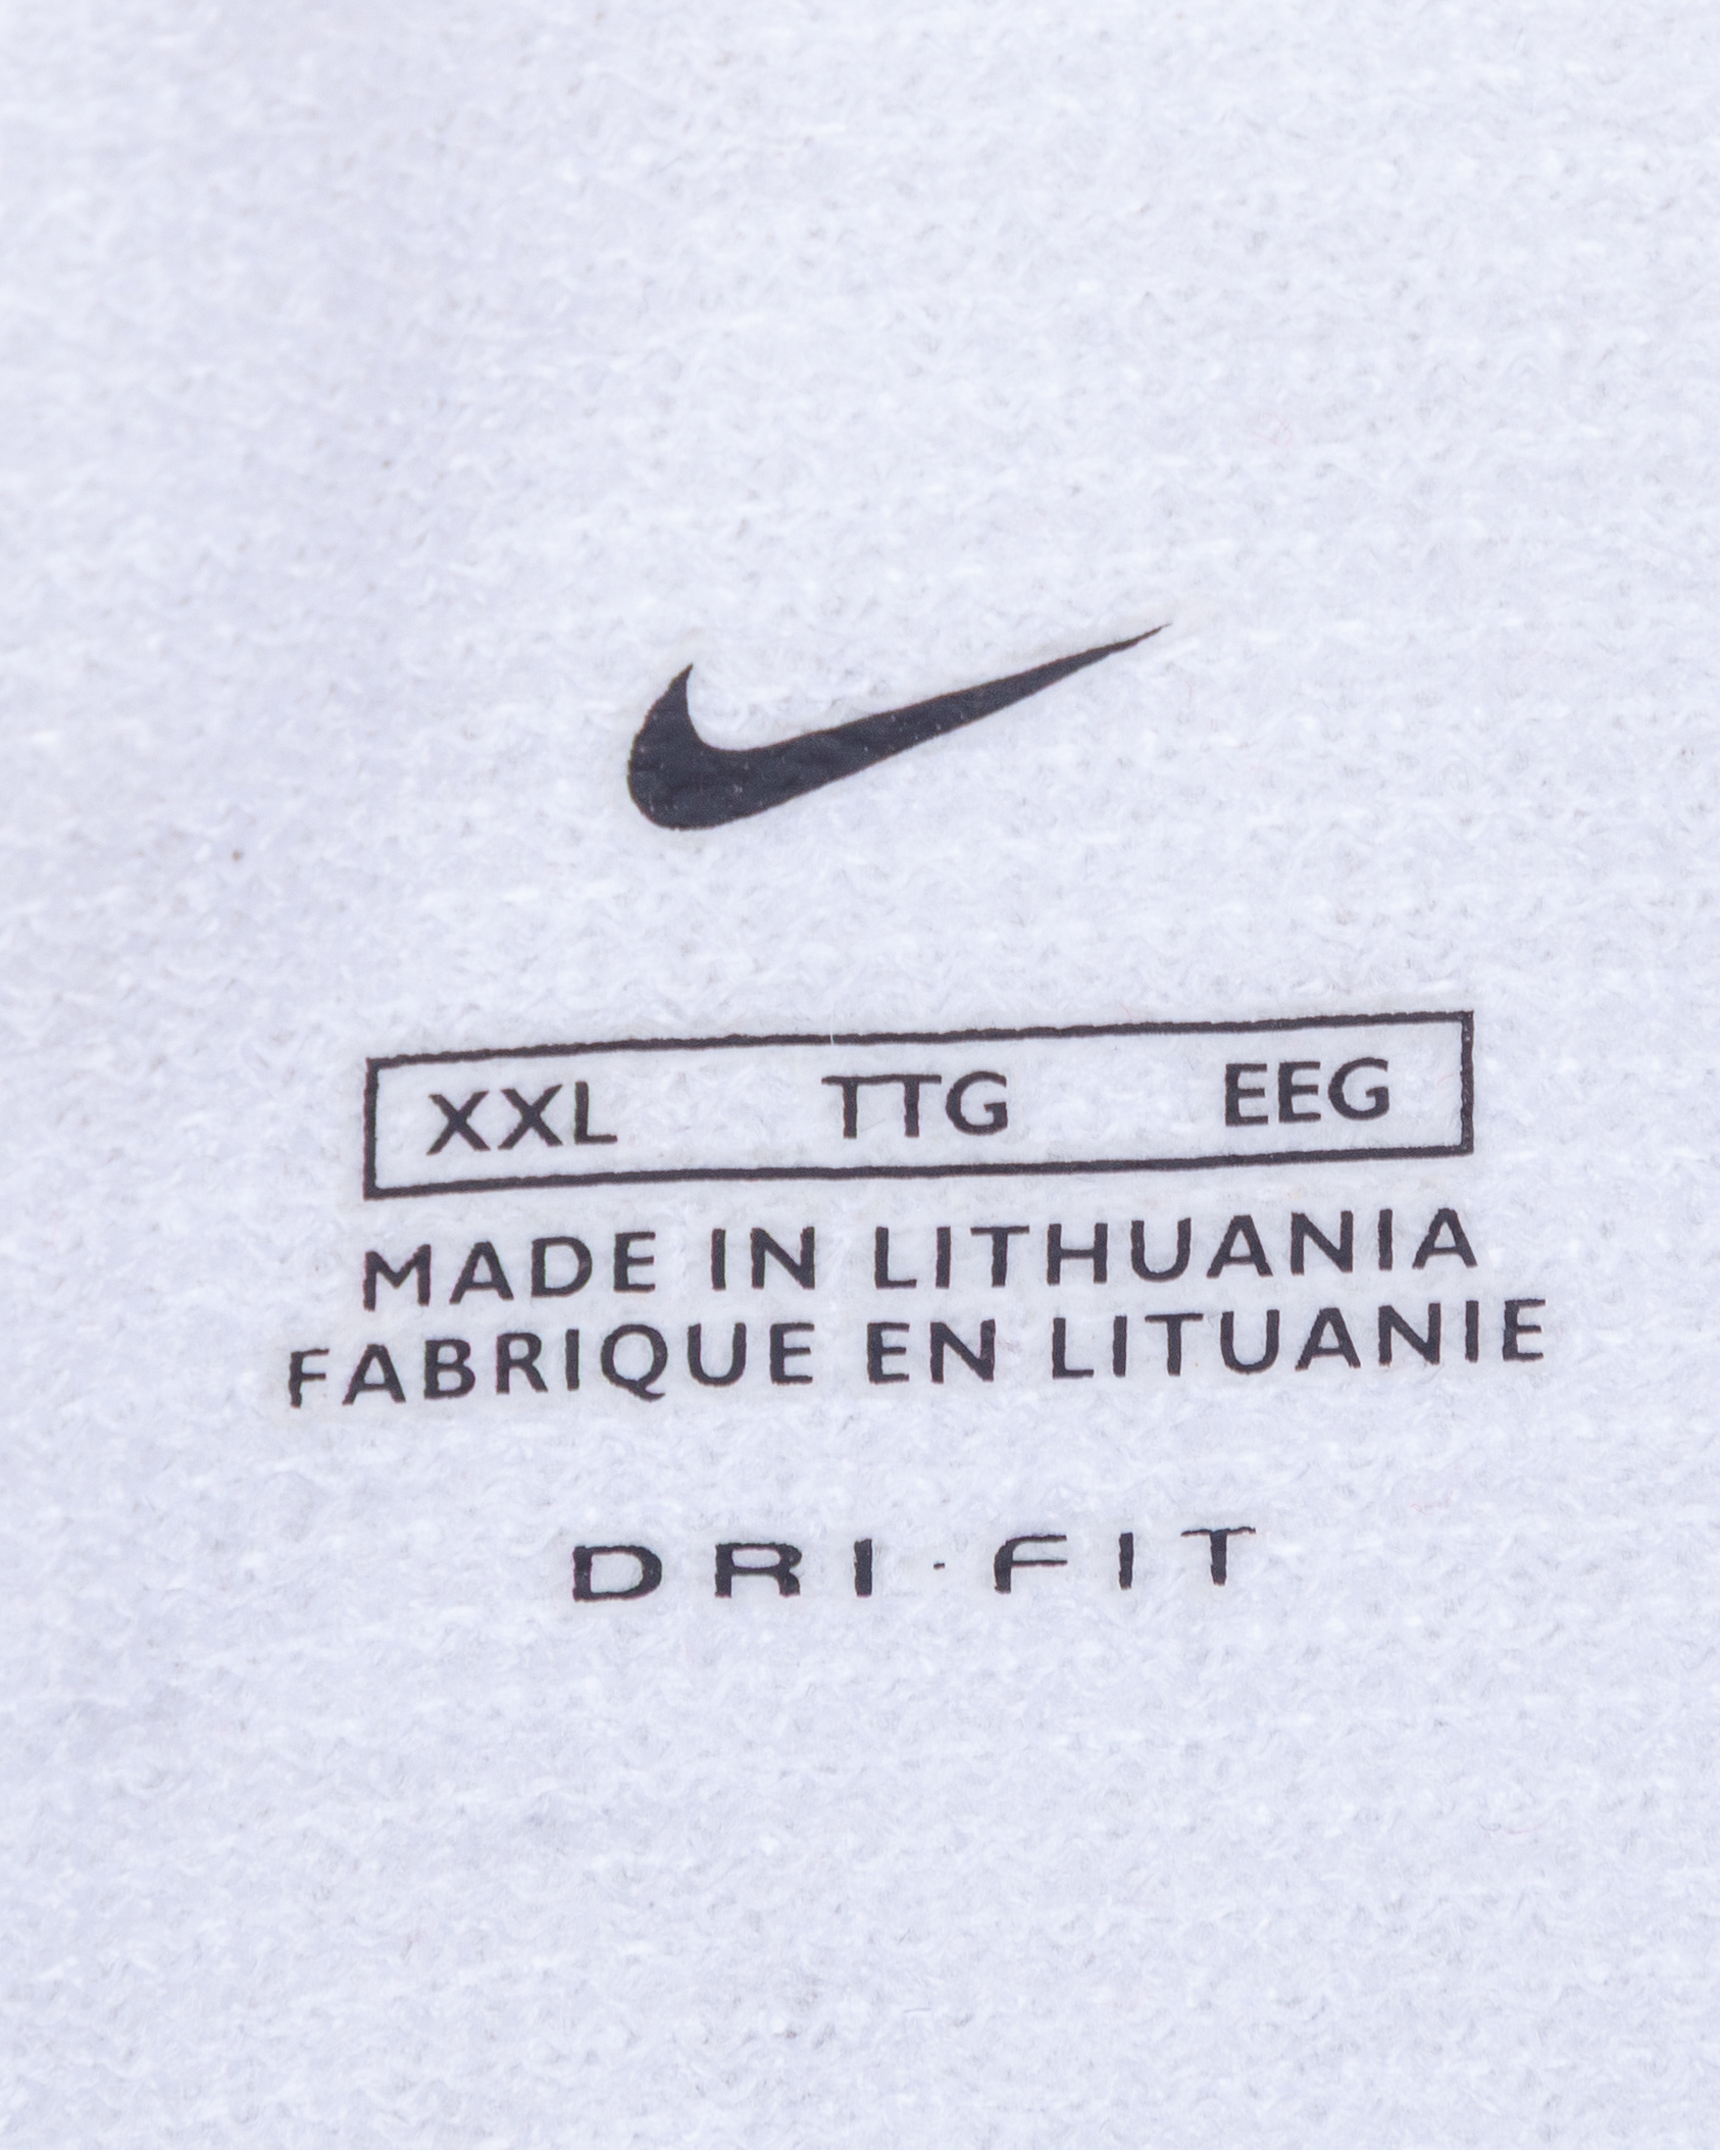 XXL TTG EEG
MADE IN LITHUANIA
FABRIQUE EN LITUANIE
DRI·FIT